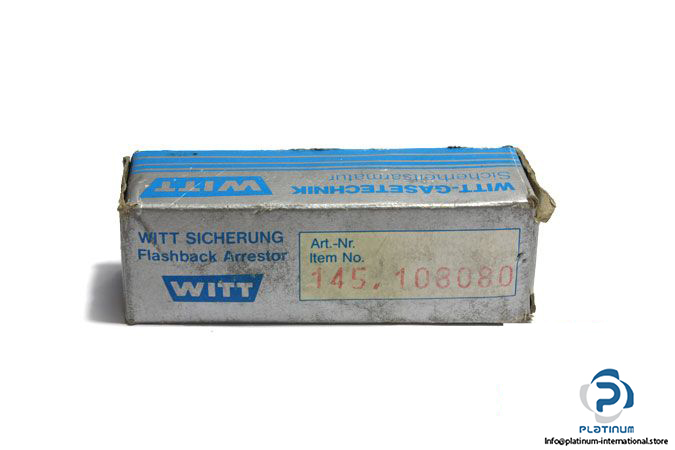 WITT-GASETECHNIK
Sicherheitsarmatur
WITT
WITT SICHERUNG
Flashback Arrestor
WITT
Art.-Nr.
Item No.
145.108080
PLATINUM
Info@platinum-international.store